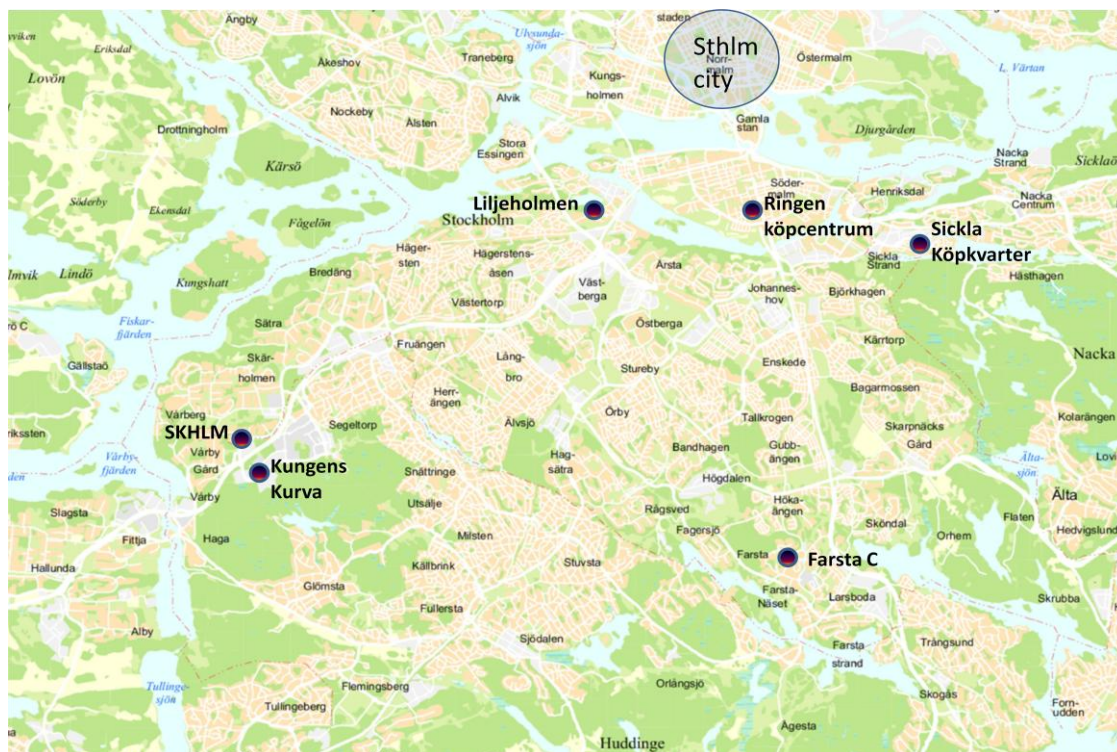 staden
Ängby
Ulvsunda-
sjön
Sthlm
city
Norr-
malm
Östermalm
Eriksdal
Lovön
Åkeshov
Traneberg
Kungs-
holmen
L. Värtan
Nockeby
Ålsten
Alvik
Drottningholm
Stora
Essingen
Gamla
stan
Djurgården
Kärsö
Nacka
Strand
Sicklaö
Söderby
Ekensdal
Fågelön
Liljeholmen
Stockholm
Söder-
malm
Ringen
köpcentrum
Henriksdal
Nacka
Centrum
Sickla
Köpkvarter
Sickla
Strand
Lindö
Kungshatt
Bredäng
Häger-
sten
Hägerstens-
åsen
Årsta
Väst-
berga
Johannes-
hov
Björkhagen
Hästhagen
Västertorp
Fiskar-
fjärden
Sätra
Fruängen
Östberga
Kärrtorp
Nacka
Gällstaö
Skär-
holmen
Lång-
bro
Stureby
Enskede
Herr-
ängen
Bagarmossen
Vårberg
Segeltorp
Älvsjö
Örby
Tallkrogen
Kolarängen
SKHLM
Vårby
Gård
Skarpnäcks
Gård
Bandhagen
Gubb-
ängen
Vårby-
fjärden
Kungens
Kurva
Snättringe
Hag-
sätra
Högdalen
Älta-
sjön
Vårby
Utsälje
Höka-
ängen
Älta
Slagsta
Rågsved
Fagersjö
Sköndal
Flaten
Fittja
Haga
Milsten
Orhem
Hedvigslund
Hallunda
Källbrink
Stuvsta
Farsta
Farsta C
Glömsta
Farsta-
Näset
Larsboda
Skrubba
Fullersta
Alby
Sjödalen
Farsta
strand
Trångsund
Tullinge-
sjön
Flemingsberg
Orlångsjö
Skogås
Tullingeberg
Forn-
udden
Ågesta
Huddinge